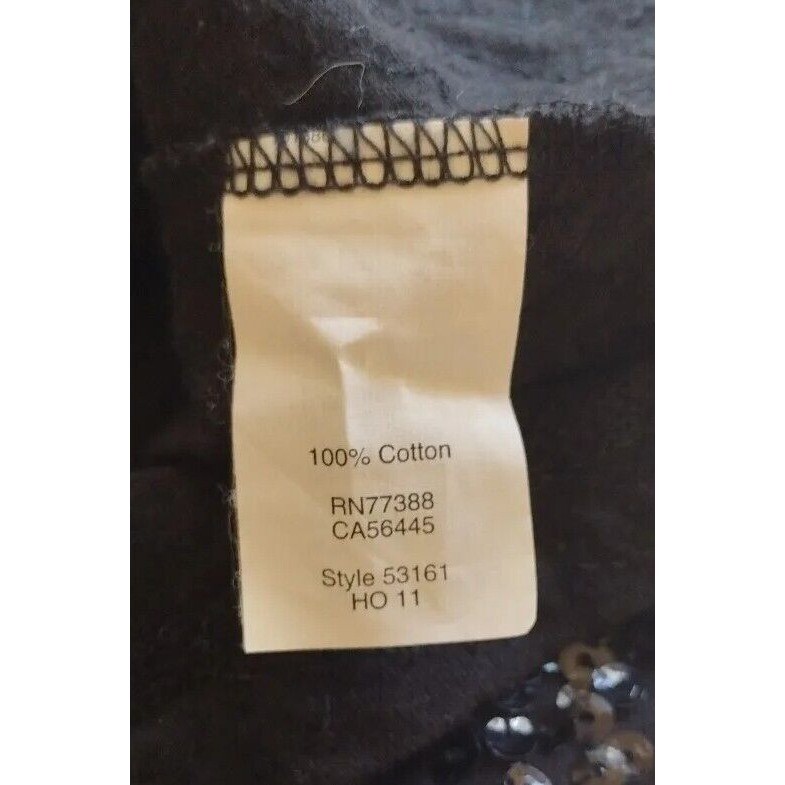 100% Cotton
RN77388
CA56445
Style 53161
HO 11